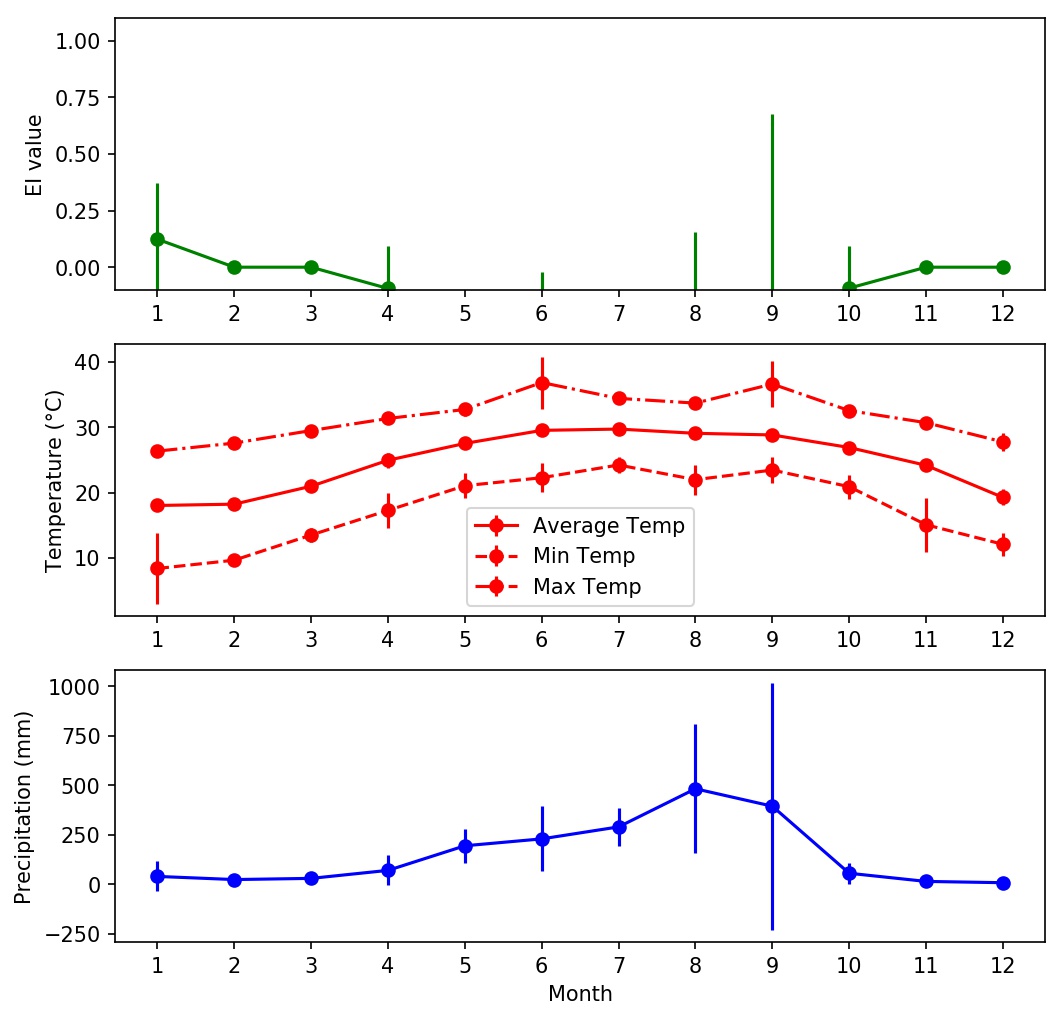 EI value
1.00
0.75
0.50
0.25
0.00
1 2 3 4 5 6 7 8 9 10 11 12
Temperature (°C)
40
30
20
10
Average Temp
Min Temp
Max Temp
1 2 3 4 5 6 7 8 9 10 11 12
Precipitation (mm)
1000
750
500
250
0
−250
1 2 3 4 5 6 7 8 9 10 11 12
Month